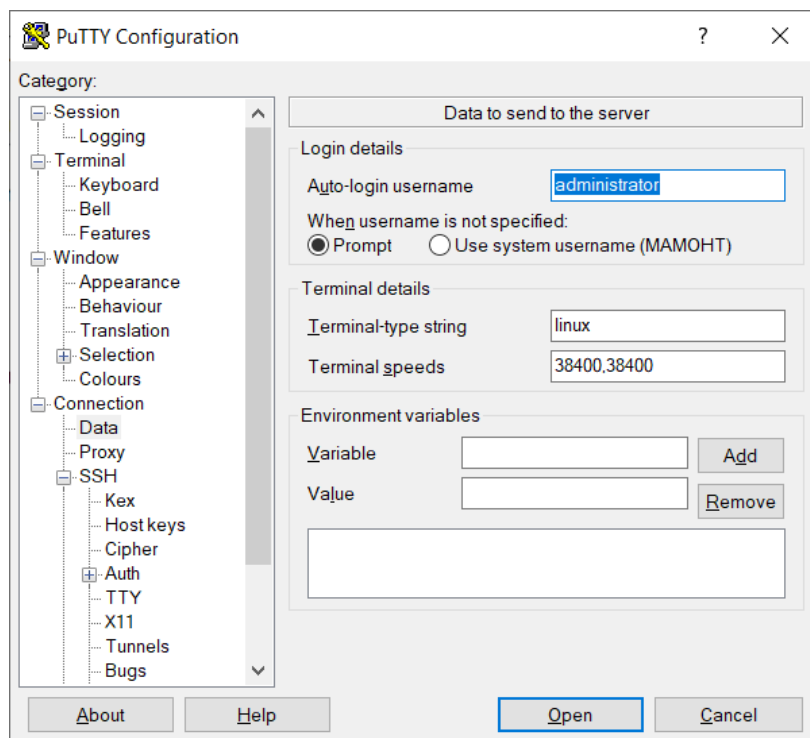 PuTTY Configuration
?
Category:
Session
Logging
Terminal
Keyboard
Bell
Features
Window
Appearance
Behaviour
Translation
Selection
Colours
Connection
Data
Proxy
SSH
Kex
Host keys
Cipher
Auth
TTY
X11
Tunnels
Bugs
Data to send to the server
Login details
Auto-login username administrator
When username is not specified:
Prompt Use system username (MAMOHT)
Terminal details
Terminal-type string linux
Terminal speeds 38400,38400
Environment variables
Variable Add
Value Remove
About Help Open Cancel